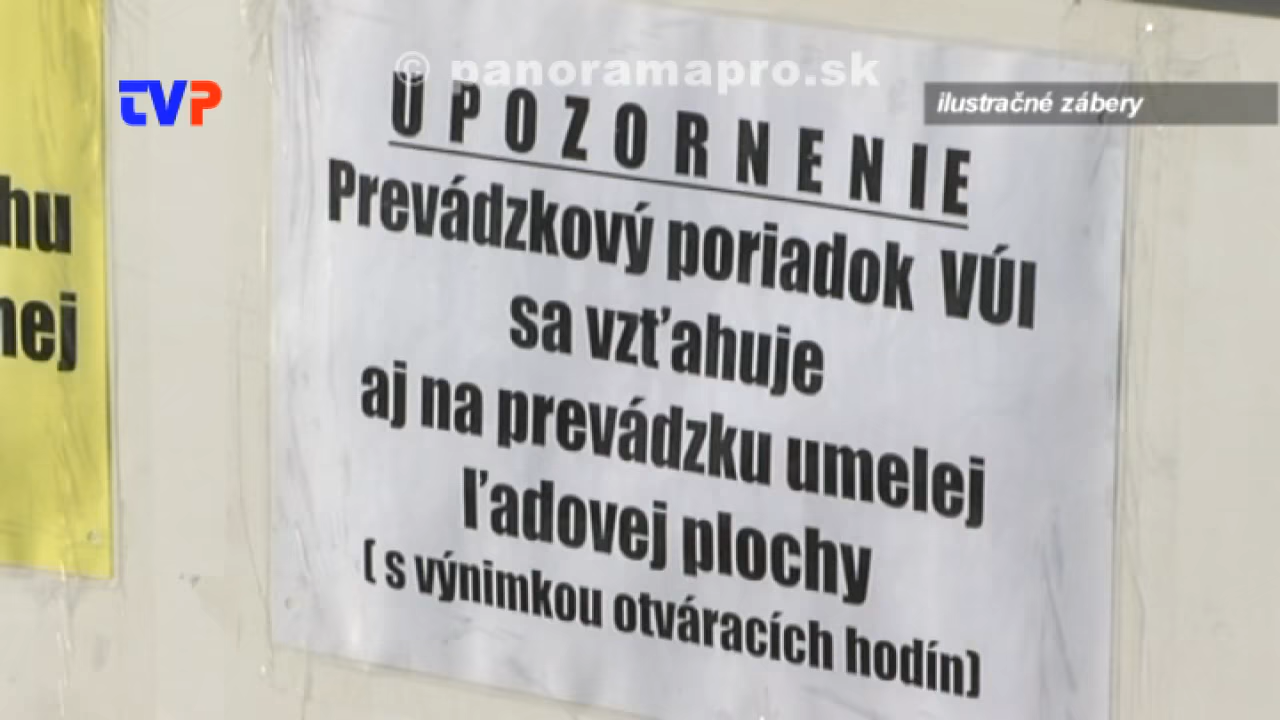 © panoramapro.sk
TVP
ilustračné zábery
UPOZORNENIE
Prevádzkový poriadok VÚI
sa vzťahuje
aj na prevádzku umelej
ľadovej plochy
( s výnimkou otváracích hodín)
hu
nej